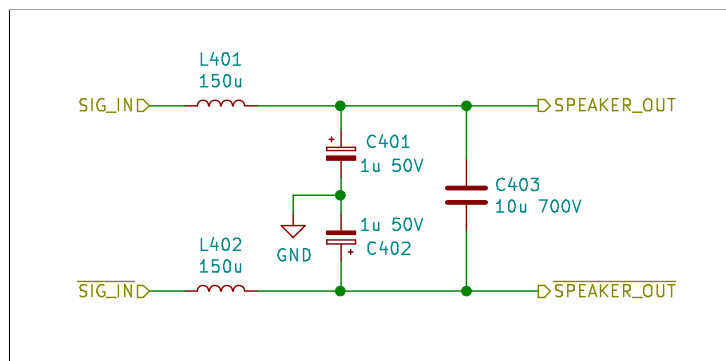 L401
150u
SIG_IN
SPEAKER_OUT
+
C401
1u 50V
C403
10u 700V
GND
1u 50V
C402
+
L402
150u
SIG_IN
SPEAKER_OUT